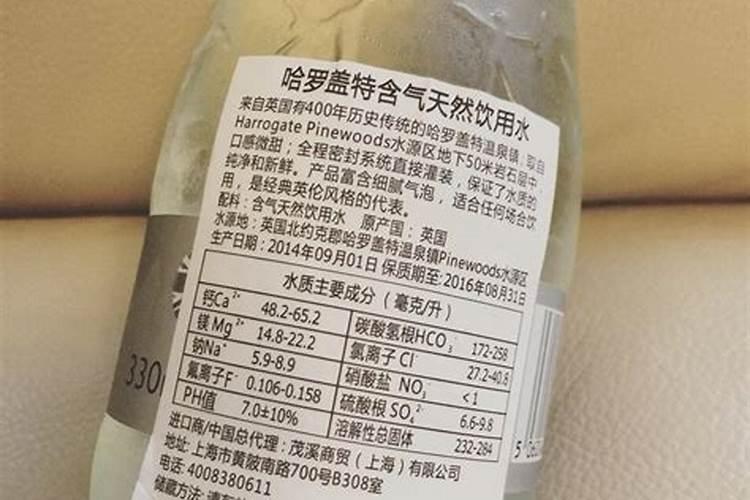 哈罗盖特含气天然饮用水
来自英国有400年历史传统的哈罗盖特温泉镇；取自
Harrogate Pinewoods水源区地下50米岩石层中，
口感微甜；全程密封系统直接灌装，保证了水质的
纯净和新鲜。产品富含细腻气泡，适合任何场合饮
用，是经典英伦风格的代表。
配料：含气天然饮用水 原产国：英国
水源地：英国北约克郡哈罗盖特温泉镇Pinewoods水源区
生产日期：2014年09月01日 保质期至：2016年08月31日
水质主要成分（毫克/升）
钙Ca²⁺ 48.2-65.2 碳酸氢根HCO₃⁻ 172-258
镁Mg²⁺ 14.8-22.2 氯离子Cl⁻ 27.2-40.8
钠Na⁺ 5.9-8.9 硝酸盐 NO₃⁻ <1
氟离子F⁻ 0.106-0.158 硫酸根SO₄²⁻ 6.6-9.8
PH值 7.0±10% 溶解性总固体 232-284
进口商/中国总代理：茂溪商贸（上海）有限公司
地址：上海市黄陂南路700号B308室
电话：4008380611
储藏方法：
330